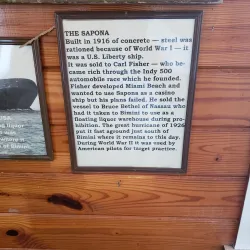 THE SAPONA
Built in 1916 of concrete — steel was
rationed because of World War I — it
was a U.S. Liberty ship.
It was sold to Carl Fisher — who be-
came rich through the Indy 500
automobile race which he founded.
Fisher developed Miami Beach and
wanted to use Sapona as a casino
ship but his plans failed. He sold the
vessel to Bruce Bethel of Nassau who
had it taken to Bimini to use as a
floating liquor warehouse during pro-
hibition. The great hurricane of 1926
put it fast aground just south of
Bimini where it remains to this day.
During World War II it was used by
American pilots for target practice.
liquor